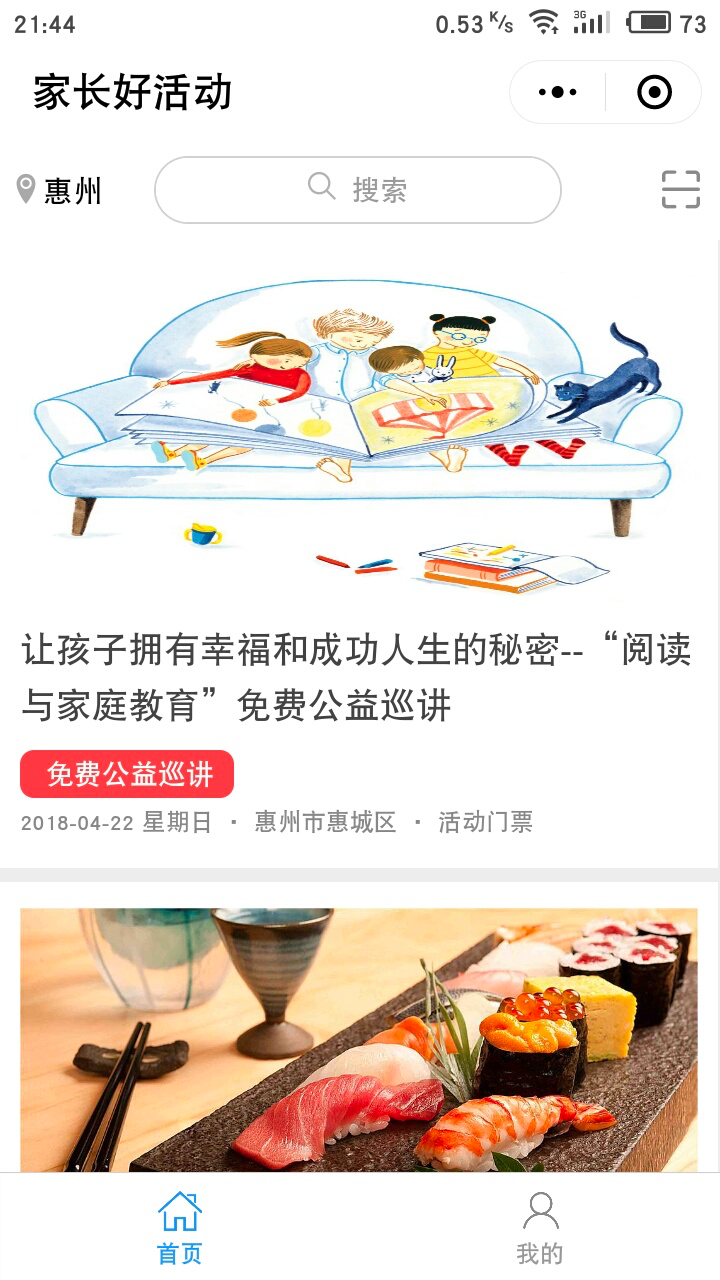 21:44 0.53 K/s 3G 73
家长好活动
惠州 搜索
让孩子拥有幸福和成功人生的秘密--“阅读
与家庭教育”免费公益巡讲
免费公益巡讲
2018-04-22 星期日 · 惠州市惠城区 · 活动门票
首页 我的